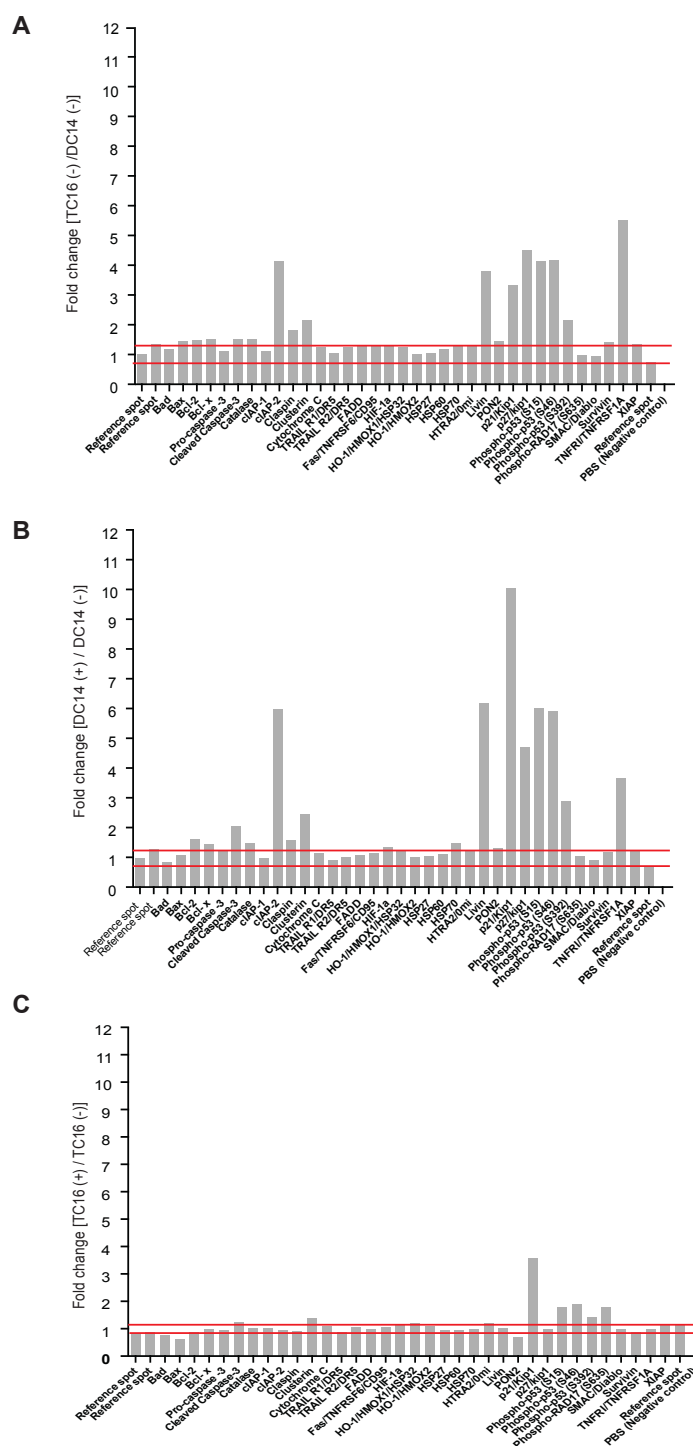 A
12
11
10
9
8
7
6
5
4
3
2
1
0
Fold change [TC16 (-) /DC14 (-)]
Reference spot
Reference spot
Bad
Bax
Bcl-2
Bcl- x
Pro-caspase -3
Cleaved Caspase-3
Catalase
cIAP-1
cIAP-2
Claspin
Clusterin
Cytochrome C
TRAIL R1/DR5
TRAIL R2/DR5
FADD
Fas/TNFRSF6/CD95
HIF-1a
HO-1/HMOX1/HSP32
HO-1/HMOX2
HSP27
HSP60
HSP70
HTRA2/0mi
Livin
PON2
p21/Kip1
p27/kip1
Phospho-p53 (S15)
Phospho-p53 (S46)
Phospho-p53 (S392)
Phospho-RAD17 (S635)
SMAC/Diablo
Survivin
TNFRI/TNFRSF1A
XIAP
Reference spot
PBS (Negative control)
B
12
11
10
9
8
7
6
5
4
3
2
1
0
Fold change [DC14 (+) / DC14 (-)]
Reference spot
Reference spot
Bad
Bax
Bcl-2
Bcl- x
Pro-caspase -3
Cleaved Caspase-3
Catalase
cIAP-1
cIAP-2
Claspin
Clusterin
Cytochrome C
TRAIL R1/DR5
TRAIL R2/DR5
FADD
Fas/TNFRSF6/CD95
HIF-1a
HO-1/HMOX1/HSP32
HO-1/HMOX2
HSP27
HSP60
HSP70
HTRA2/0mi
Livin
PON2
p21/Kip1
p27/kip1
Phospho-p53 (S15)
Phospho-p53 (S46)
Phospho-p53 (S392)
Phospho-RAD17 (S635)
SMAC/Diablo
Survivin
TNFRI/TNFRSF1A
XIAP
Reference spot
PBS (Negative control)
C
12
11
10
9
8
7
6
5
4
3
2
1
0
Fold change [TC16 (+) / TC16 (-)]
Reference spot
Reference spot
Bad
Bax
Bcl-2
Bcl- x
Pro-caspase -3
Cleaved Caspase-3
Catalase
cIAP-1
cIAP-2
Claspin
Clusterin
Cytochrome C
TRAIL R1/DR5
TRAIL R2/DR5
FADD
Fas/TNFRSF6/CD95
HIF-1a
HO-1/HMOX1/HSP32
HO-1/HMOX2
HSP27
HSP60
HSP70
HTRA2/0mi
Livin
PON2
p21/Kip1
p27/kip1
Phospho-p53 (S15)
Phospho-p53 (S46)
Phospho-p53 (S392)
Phospho-RAD17 (S635)
SMAC/Diablo
Survivin
TNFRI/TNFRSF1A
XIAP
Reference spot
PBS (Negative control)